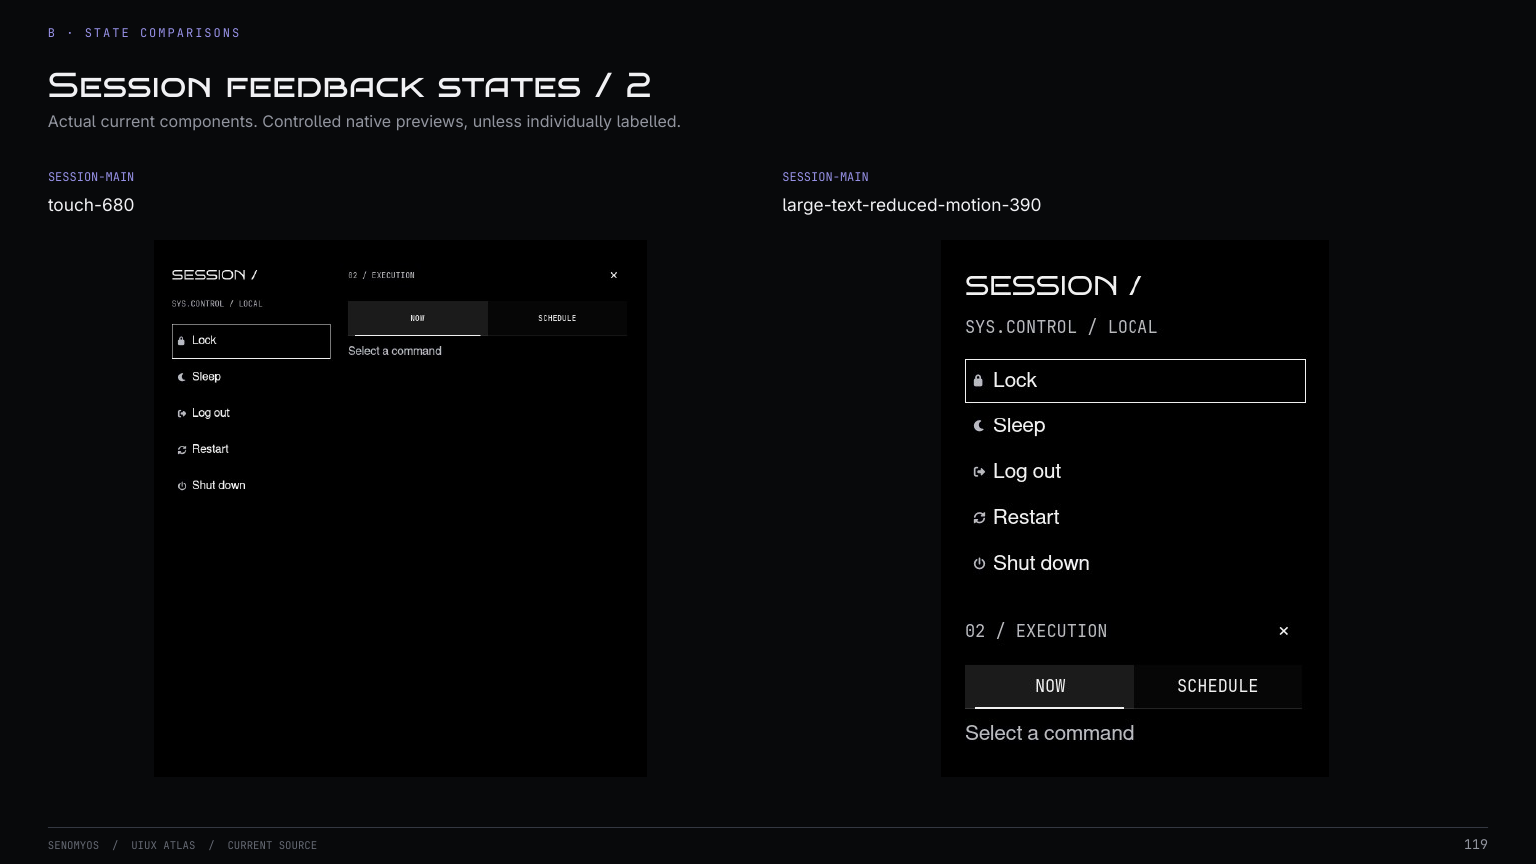 B · STATE COMPARISONS
SESSION FEEDBACK STATES / 2
Actual current components. Controlled native previews, unless individually labelled.
SESSION-MAIN
touch-680
SESSION /
SYS.CONTROL / LOCAL
Lock
Sleep
Log out
Restart
Shut down
02 / EXECUTION
×
NOW
SCHEDULE
Select a command
SESSION-MAIN
large-text-reduced-motion-390
SESSION /
SYS.CONTROL / LOCAL
Lock
Sleep
Log out
Restart
Shut down
02 / EXECUTION
×
NOW
SCHEDULE
Select a command
SENOMYOS / UIUX ATLAS / CURRENT SOURCE
119